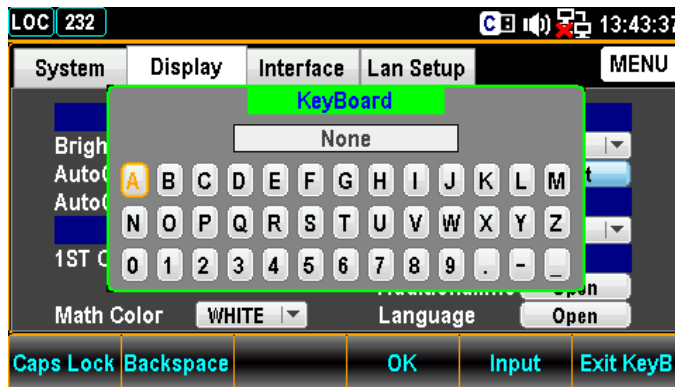 LOC 232 C 13:43:37
System Display Interface Lan Setup MENU
KeyBoard
None
Brigh
Auto
A B C D E F G H I J K L M
Auto
N O P Q R S T U V W X Y Z
1ST
0 1 2 3 4 5 6 7 8 9 . - _
Open
Math Color WHITE Language Open
Caps Lock Backspace OK Input Exit KeyB